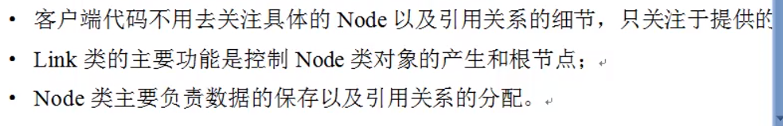 • 客户端代码不用去关注具体的 Node 以及引用关系的细节，只关注于提供的
• Link 类的主要功能是控制 Node 类对象的产生和根节点；
• Node 类主要负责数据的保存以及引用关系的分配。